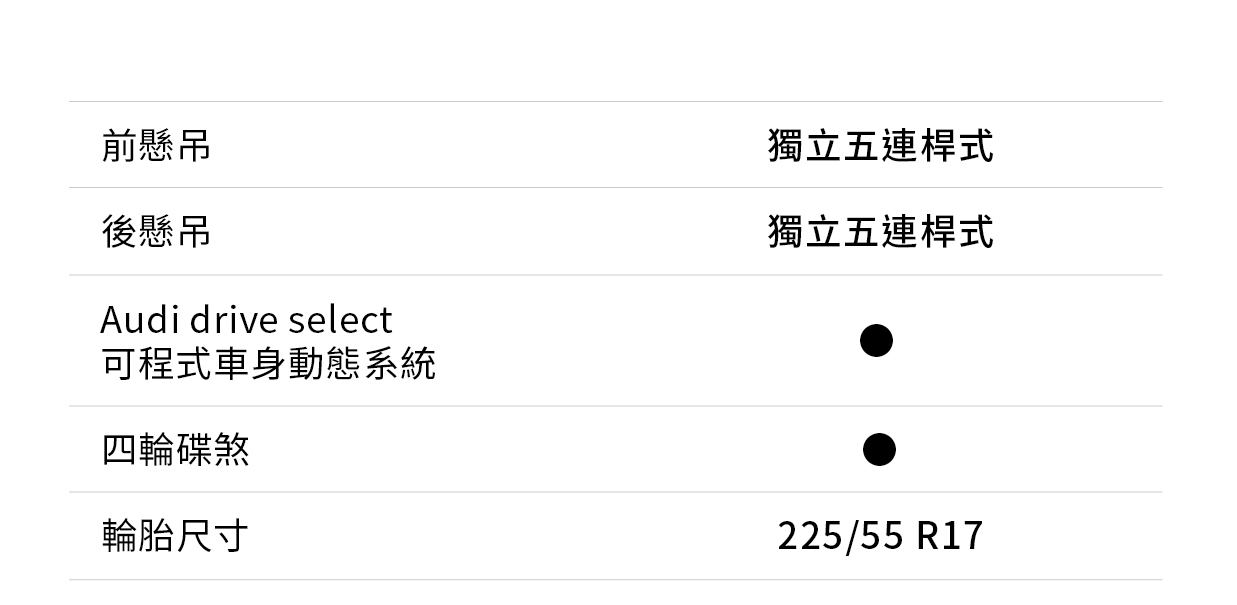 前懸吊 獨立五連桿式
後懸吊 獨立五連桿式
Audi drive select
可程式車身動態系統 ●
四輪碟煞 ●
輪胎尺寸 225/55 R17